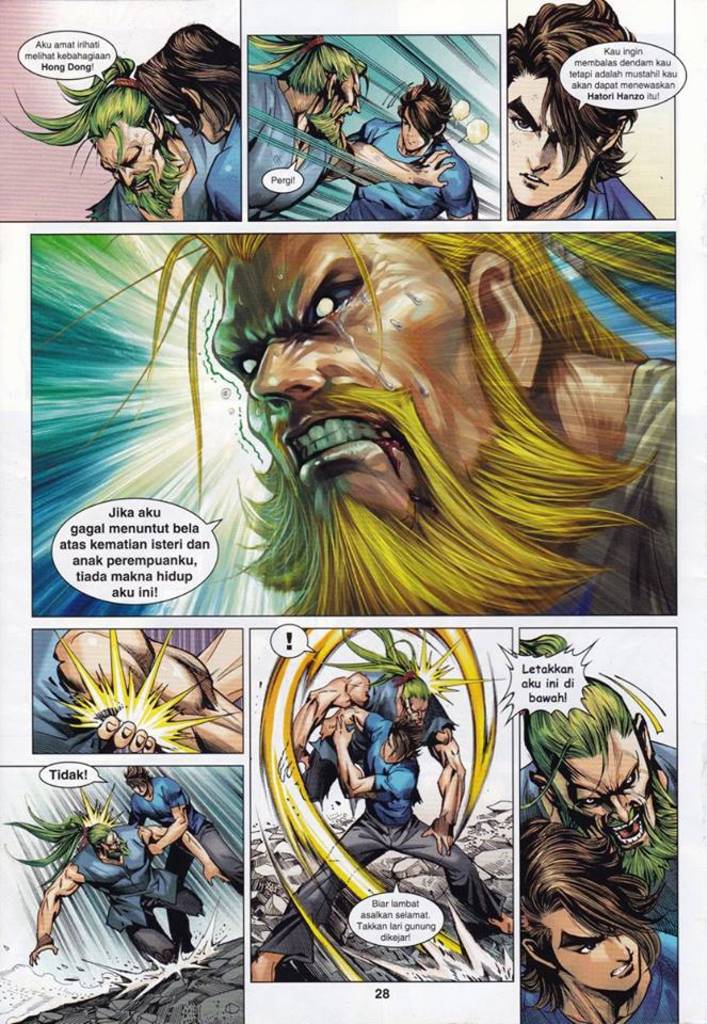 Aku amat irihati
melihat kebahagiaan
Hong Dong!
Pergi!
Kau ingin
membalas dendam kau
tetapi adalah mustahil kau
akan dapat menewaskan
Hatori Hanzo itu!
Jika aku
gagal menuntut bela
atas kematian isteri dan
anak perempuanku,
tiada makna hidup
aku ini!
Tidak!
!
Biar lambat
asalkan selamat.
Takkan lari gunung
dikejar!
Letakkan
aku ini di
bawah!
28